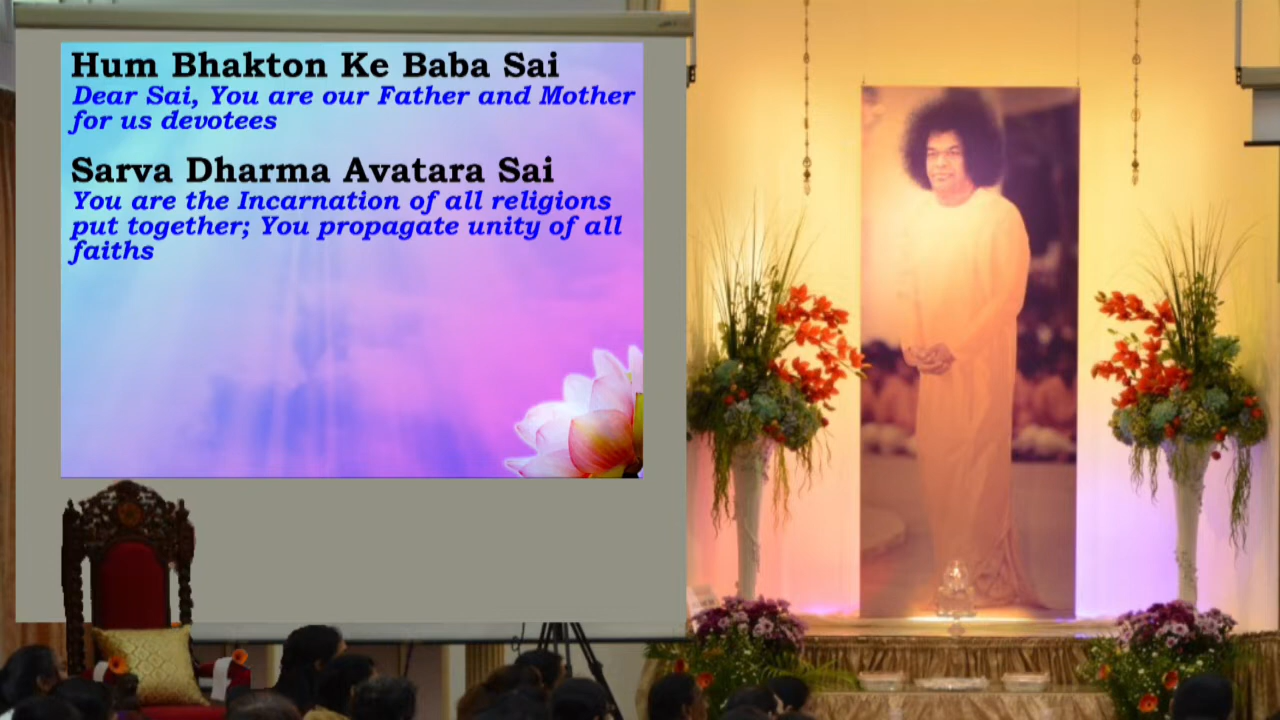 Hum Bhakton Ke Baba Sai
Dear Sai, You are our Father and Mother
for us devotees
Sarva Dharma Avatara Sai
You are the Incarnation of all religions
put together; You propagate unity of all
faiths